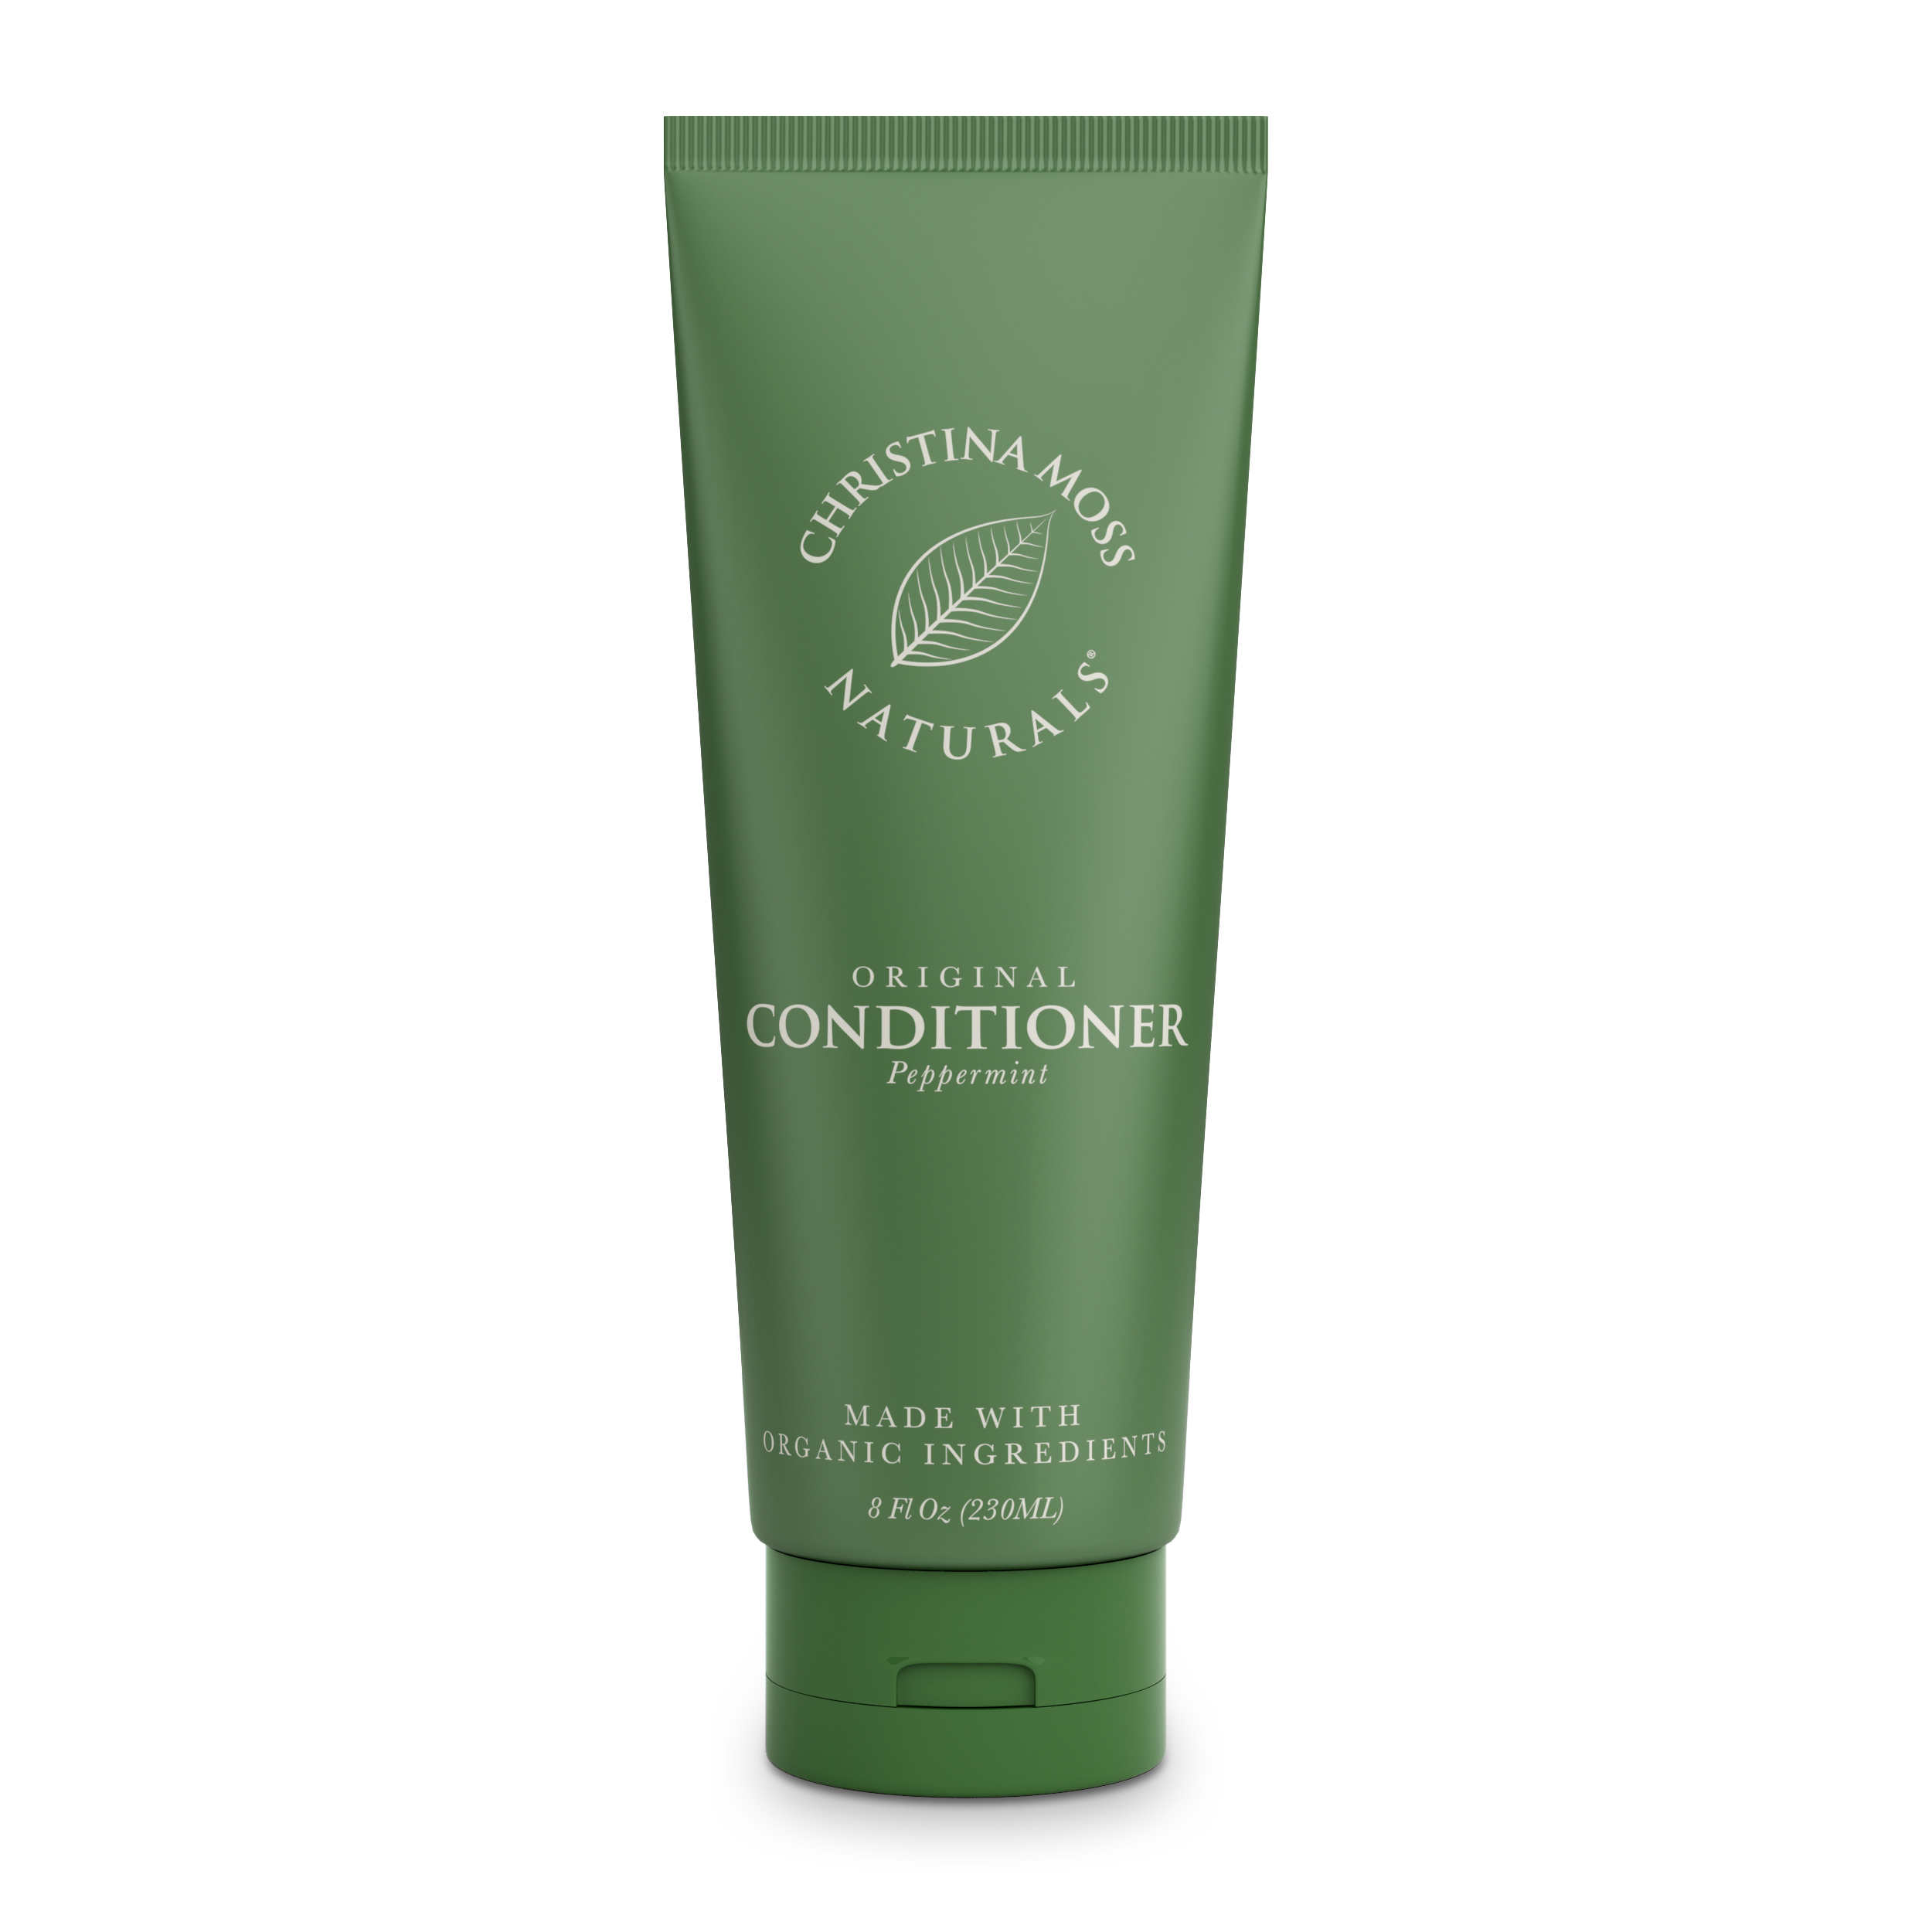 CHRISTINA MOSS
NATURALS®
ORIGINAL
CONDITIONER
Peppermint
MADE WITH
ORGANIC INGREDIENTS
8 Fl Oz (230ML)